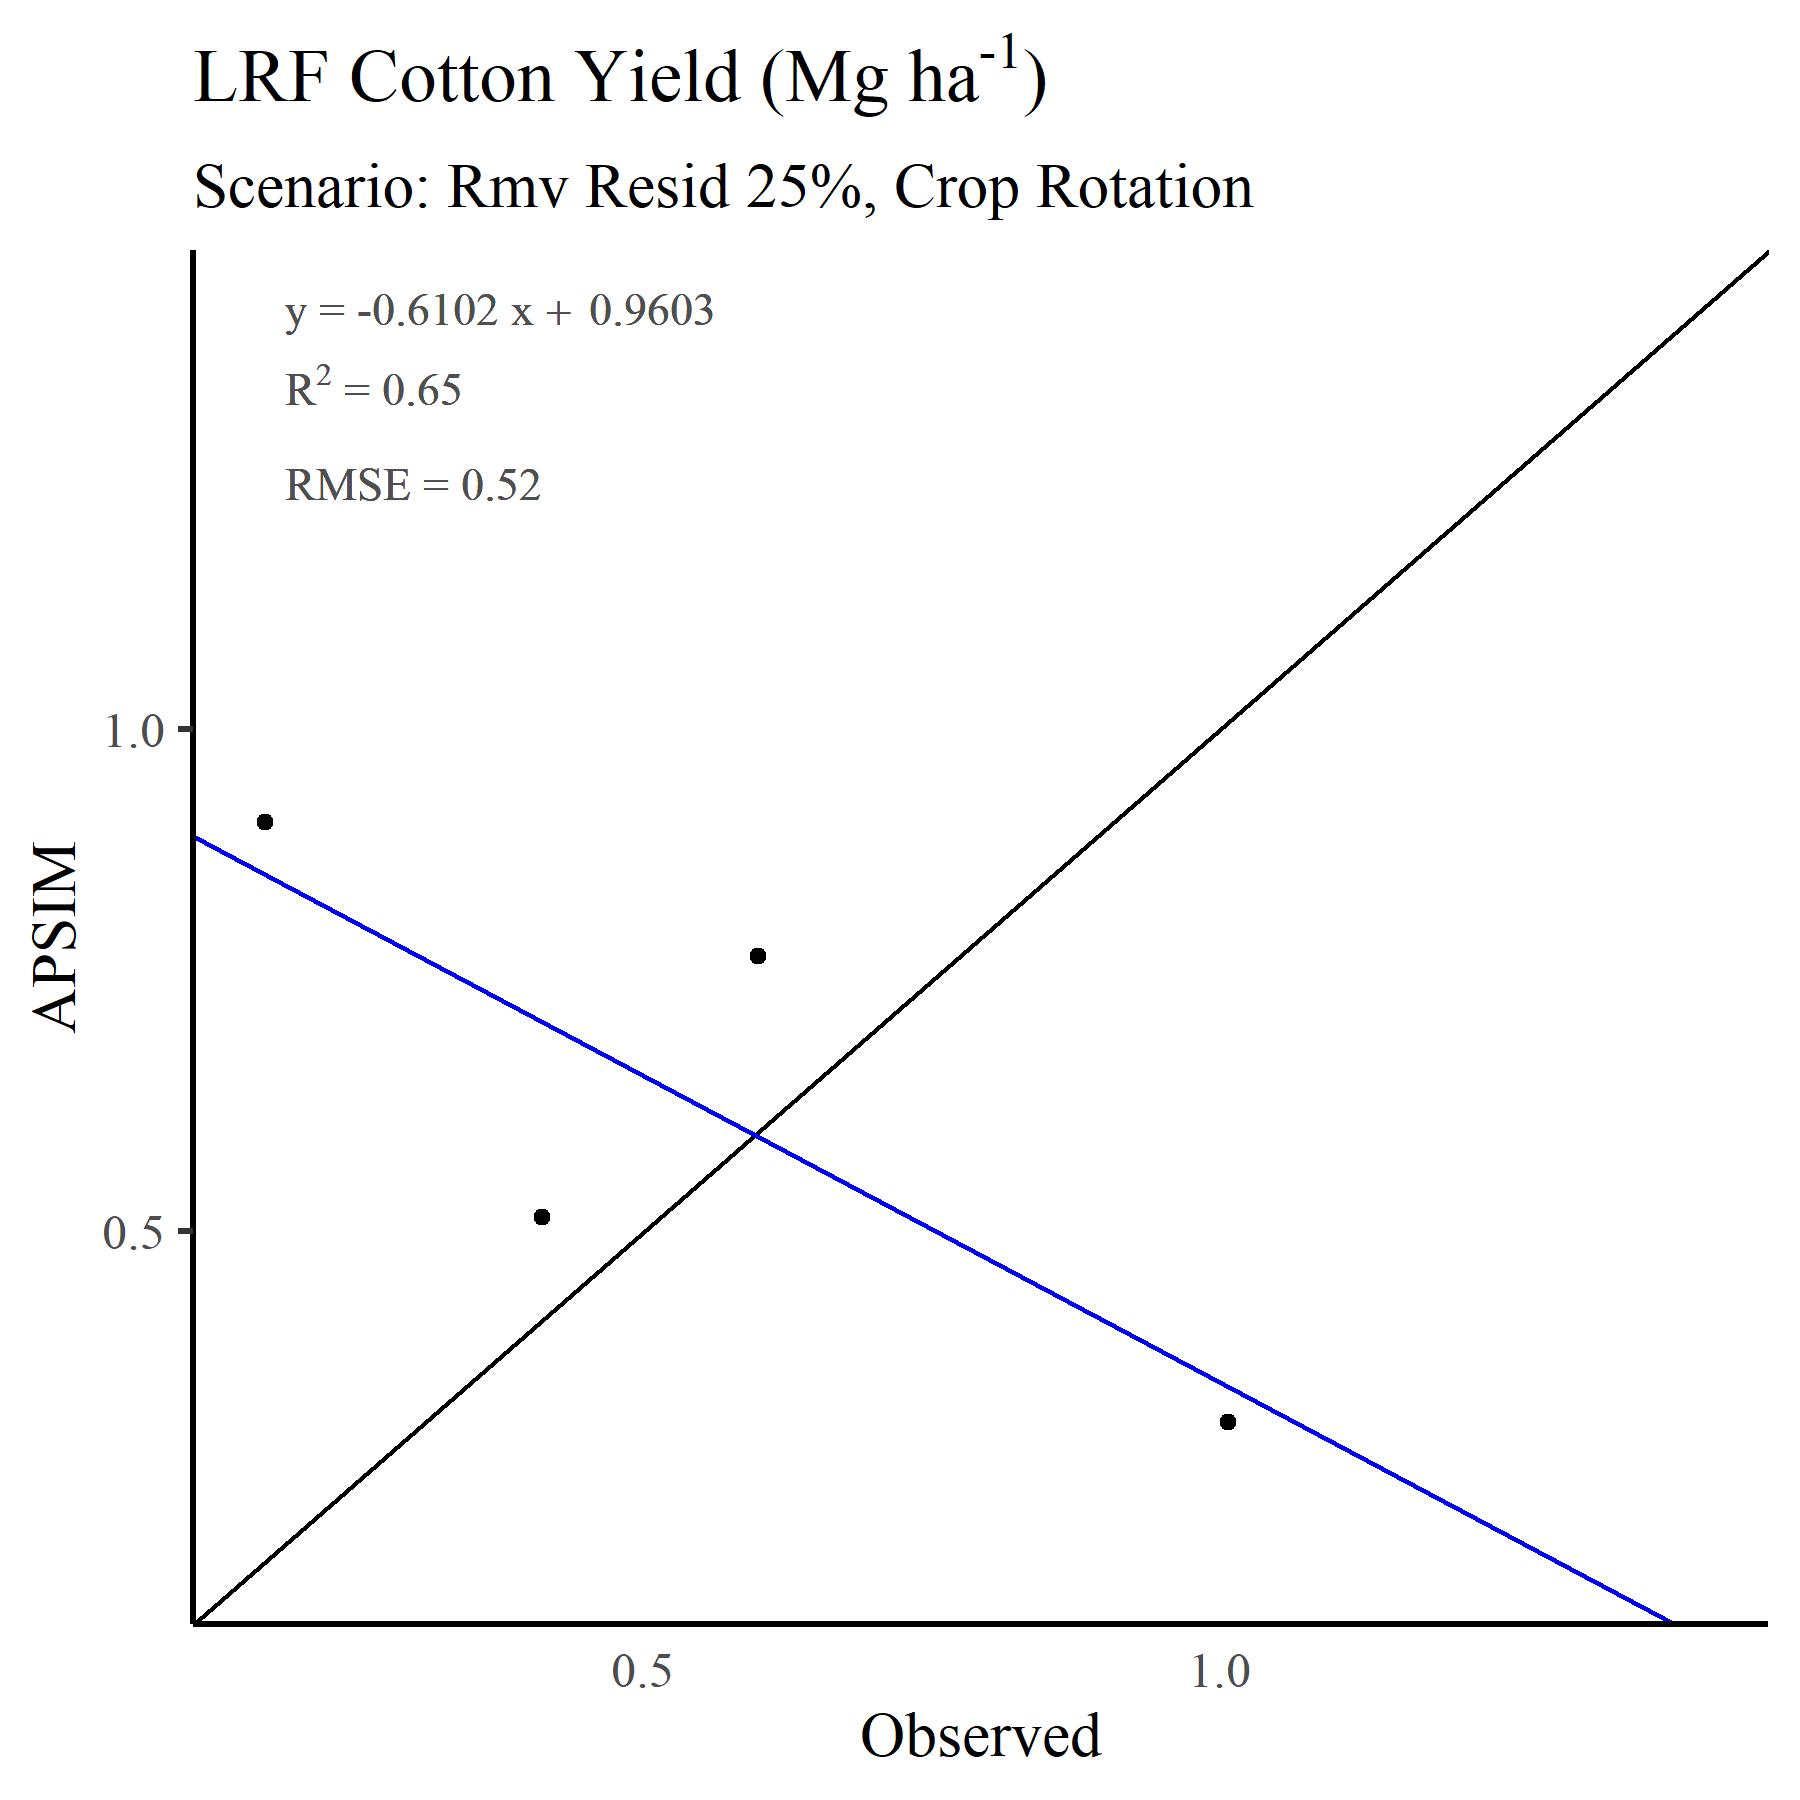 LRF Cotton Yield (Mg ha⁻¹)
Scenario: Rmv Resid 25%, Crop Rotation
y = -0.6102 x + 0.9603
R² = 0.65
RMSE = 0.52
1.0
0.5
APSIM
0.5 1.0
Observed